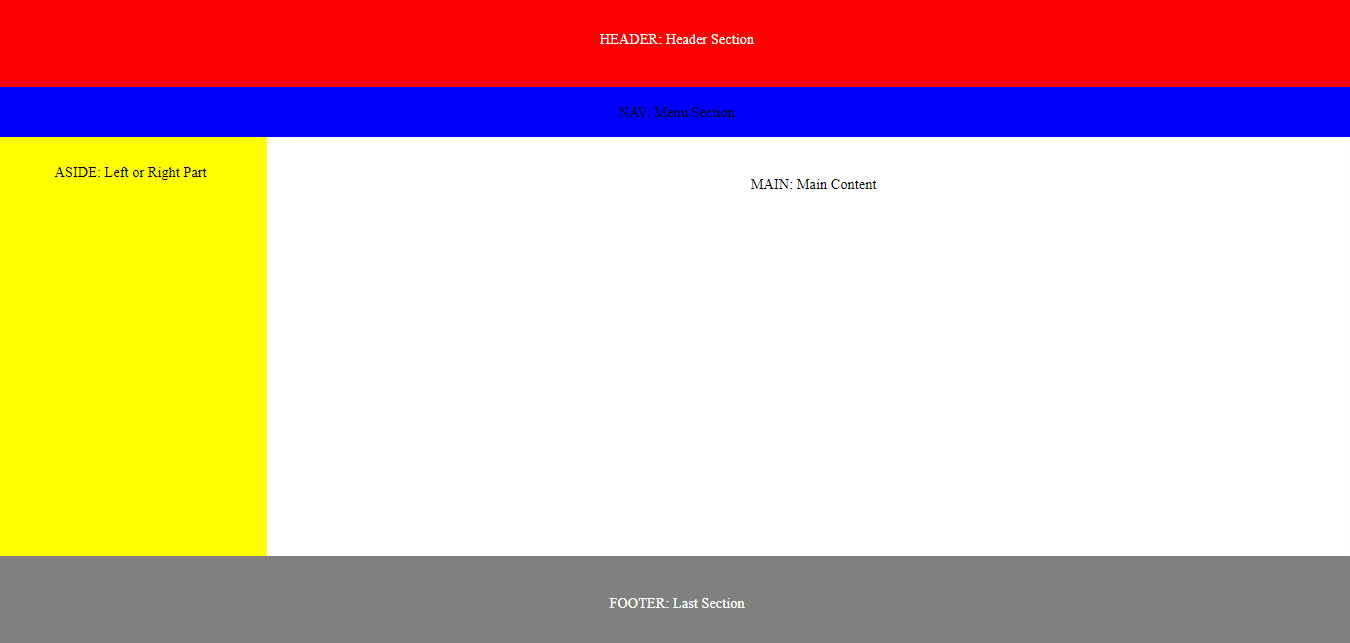 HEADER: Header Section
NAV: Menu Section
ASIDE: Left or Right Part
MAIN: Main Content
FOOTER: Last Section